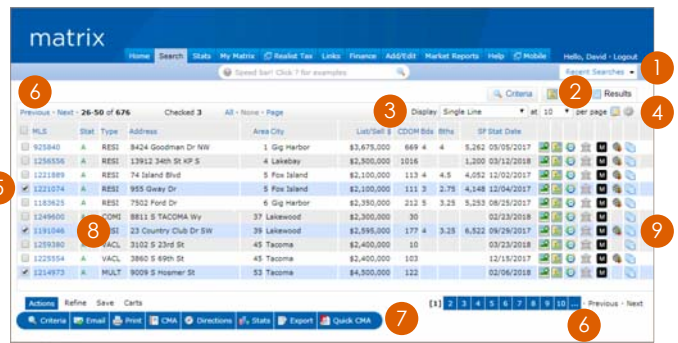 matrix
Home Search Stats My Matrix Realist Tax Links Finance Add/Edit Market Reports Help Mobile Hello, David - Logout
Speed bar! Click ? for examples
Recent Searches
1
6
Criteria
2
Results
Previous - Next - 26-50 of 676 Checked 3 All - None - Page
3
Display Single Line at 10 per page
4
MLS Stat Type Address Area City List/Sell $ CDOM Bds Bths SF Stat Date
925840 A RESI 8424 Goodman Dr NW 1 Gig Harbor $3,675,000 669 4 4 5,262 05/05/2017
1256556 A RESI 13912 34th St KP S 4 Lakebay $2,500,000 1016 1,200 03/12/2018
1221889 A RESI 74 Island Blvd 5 Fox Island $2,100,000 113 4 4.5 4,052 12/02/2017
5
1221074 A RESI 955 Gway Dr 5 Fox Island $2,100,000 111 3 2.75 4,148 12/04/2017
1183625 A RESI 7502 Ford Dr 6 Gig Harbor $3,350,000 212 5 3.25 5,253 08/25/2017
1249600 COMI 8811 S TACOMA Wy 37 Lakewood $2,300,000 30 02/23/2018
8
1191046 23 Country Club Dr SW 39 Lakewood $2,595,000 177 4 3.25 6,522 09/29/2017
9
1259380 A VACL 3102 S 23rd St 45 Tacoma $2,400,000 10 03/23/2018
1225554 A VACL 3860 S 69th St 45 Tacoma $2,400,000 103 12/15/2017
1214973 A MULT 9009 S Hosmer St 53 Tacoma $4,500,000 122 02/06/2018
Actions Refine Save Carts
[1] 2 3 4 5 6 7 8 9 10 ... - Previous - Next
Criteria Email Print CMA Directions Stats Export Quick CMA
7
6